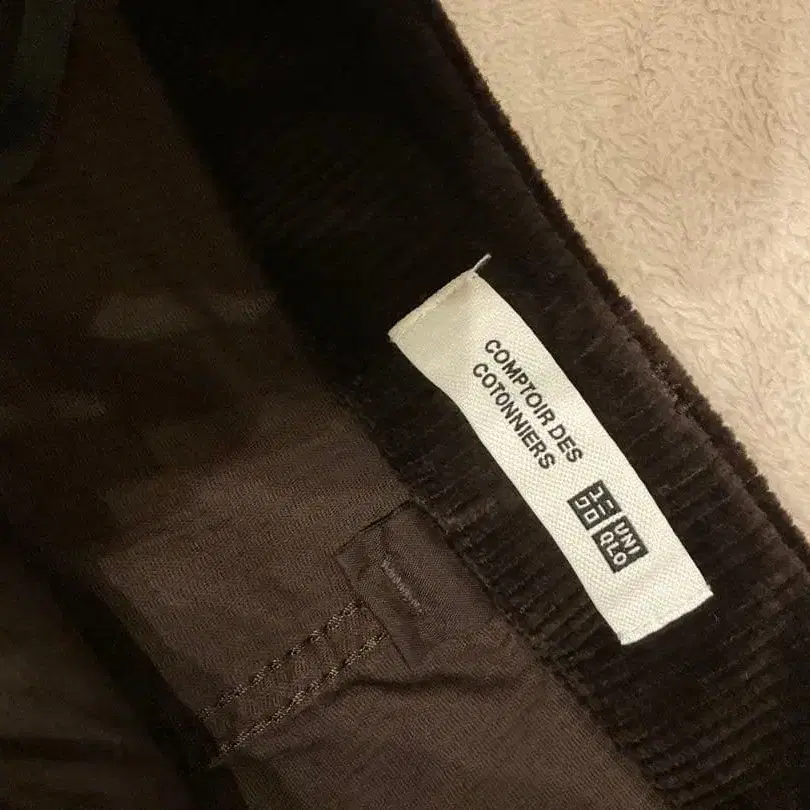 COMPTOIR DES
COTONNIERS
ユニ
クロ
UNI
QLO